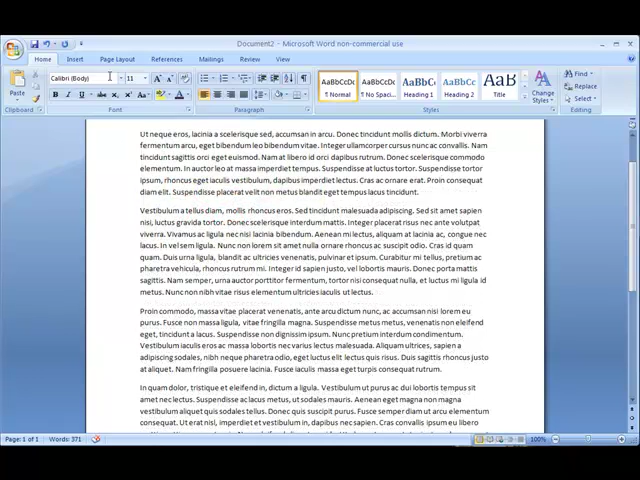 Document2 - Microsoft Word non-commercial use
Home Insert Page Layout References Mailings Review View
Calibri (Body) 11
Paste
B I U
AaBbCcDc AaBbCcDc AaBbC AaBbCc AaB
¶ Normal ¶ No Spaci... Heading 1 Heading 2 Title
Change Styles
Find
Replace
Select
Clipboard Font Paragraph Styles Editing
Ut neque eros, lacinia a scelerisque sed, accumsan in arcu. Donec tincidunt mollis dictum. Morbi viverra
fermentum arcu, eget bibendum leo bibendum vitae. Aenean id ullamcorper nunc. Nam
tincidunt sagittis orci eget euismod. Nam at libero id orci dapibus rutrum. Donec scelerisque commodo
elementum. In auctor leo a massa imperdiet tempus. Suspendisse at luctus tortor. Suspendisse tortor
ipsum, rhoncus eget iaculis vestibulum, dapibus imperdiet lectus. Cras ac ornare erat. Proin consequat
diam elit. Suspendisse placerat velit non metus blandit eget tempus lacus tincidunt.
Vestibulum a tellus diam, mollis rhoncus eros. Sed tincidunt malesuada adipiscing. Sed sit amet sapien
nisi, luctus gravida tortor. Donec scelerisque interdum mattis. Integer placerat risus nec ante volutpat
viverra. Vivamus ac ligula nec nisi lacinia bibendum. Aenean mi lectus, aliquam at lacinia ac, congue nec
lacus. In vel sem ligula. Nunc non lorem sit amet nulla ornare rhoncus ac suscipit odio. Cras id quam
quam. Duis urna ligula, blandit ac ultricies venenatis, pulvinar et ipsum. Curabitur mi tellus, pretium ac
pharetra vehicula, rhoncus rutrum mi. Integer id sapien justo, vel lobortis mauris. Donec porta mattis
sagittis. Nam semper, urna auctor porttitor fermentum, tortor nisi consequat nulla, et luctus mi ligula id
metus. Nunc non nibh vitae risus elementum ultricies iaculis ut lectus.
Proin commodo, mauris vitae placerat venenatis, ante arcu accumsan nisi lorem eu
purus. Fusce non massa ligula, vitae fringilla magna. Suspendisse metus metus, venenatis non eleifend
eget, tincidunt a lacus. Suspendisse non dignissim ipsum. Nunc pretium interdum condimentum.
Vestibulum iaculis eros ac magna lobortis nec varius lectus malesuada. Aliquam ultrices, sapien a
adipiscing sodales, nibh neque pharetra odio, eget luctus elit lectus quis risus. Duis sagittis rhoncus ipsum
at aliquet. Nam fringilla posuere lacinia. Fusce iaculis massa eget turpis consequat rutrum.
In quam dolor, tristique et eleifend in, dictum a ligula. Vestibulum ut purus ac dui lobortis tempus sit
amet nec lectus. Suspendisse ac lacus metus, ut sodales mauris. Aenean eget magna non magna
vestibulum aliquet quis sodales tellus. Donec quis suscipit purus. Fusce semper diam ut arcu elementum
consequat. Ut erat nisl, imperdiet et vestibulum in, dapibus nec sapien. Curabitur cursus eu libero
Page: 1 of 1 Words: 371 100%